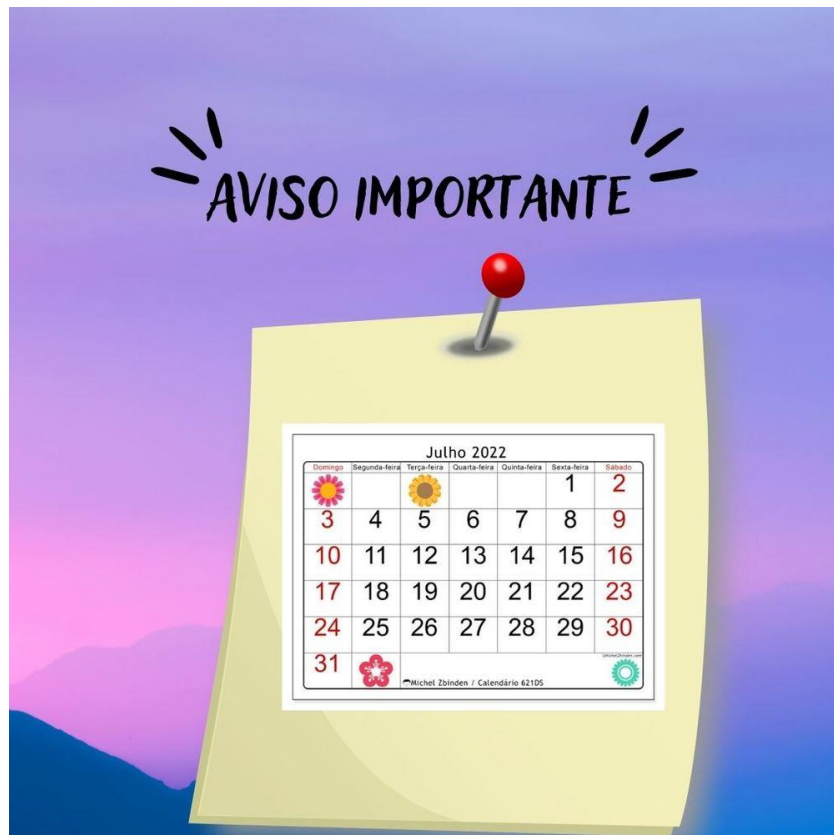 AVISO IMPORTANTE
Julho 2022
Domingo Segunda-feira Terça-feira Quarta-feira Quinta-feira Sexta-feira Sábado
1 2
3 4 5 6 7 8 9
10 11 12 13 14 15 16
17 18 19 20 21 22 23
24 25 26 27 28 29 30
31
Michel Zbinden / Calendário 621DS